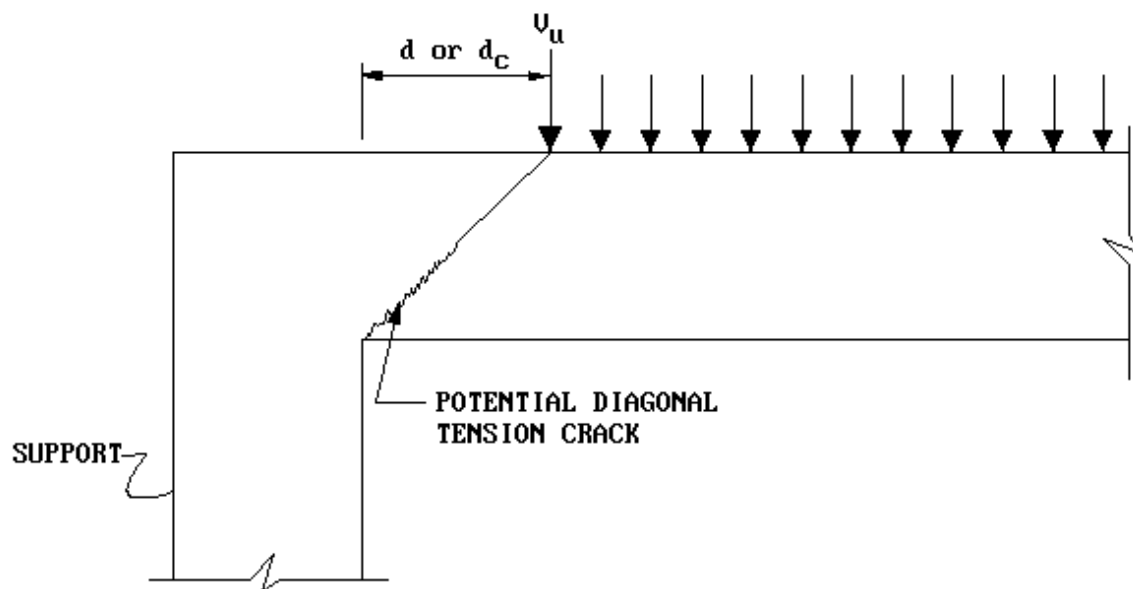 V_u
d or d_c
POTENTIAL DIAGONAL
TENSION CRACK
SUPPORT